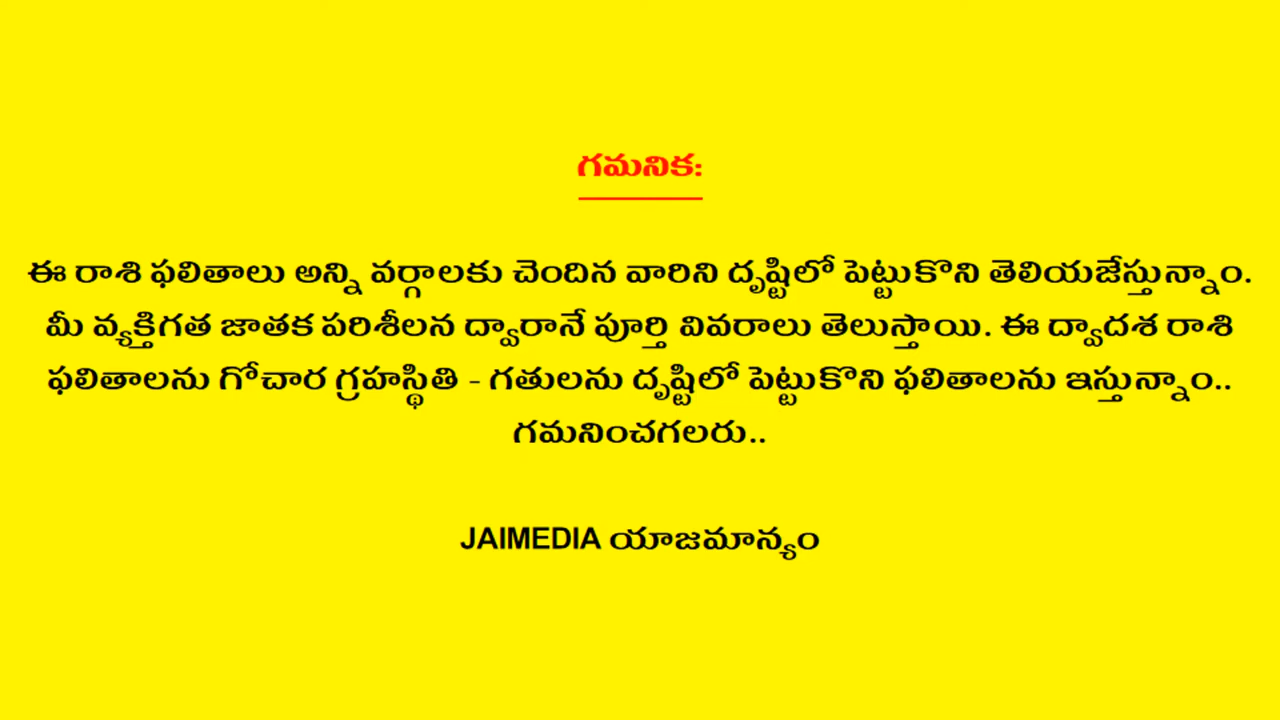 గమనిక:
ఈ రాశి ఫలితాలు అన్ని వర్గాలకు చెందిన వారిని దృష్టిలో పెట్టుకొని తెలియజేస్తున్నాం.
మీ వ్యక్తిగత జాతక పరిశీలన ద్వారానే పూర్తి వివరాలు తెలుస్తాయి. ఈ ద్వాదశ రాశి
ఫలితాలను గోచార గ్రహస్థితి - గతులను దృష్టిలో పెట్టుకొని ఫలితాలను ఇస్తున్నాం..
గమనించగలరు..
JAIMEDIA యాజమాన్యం